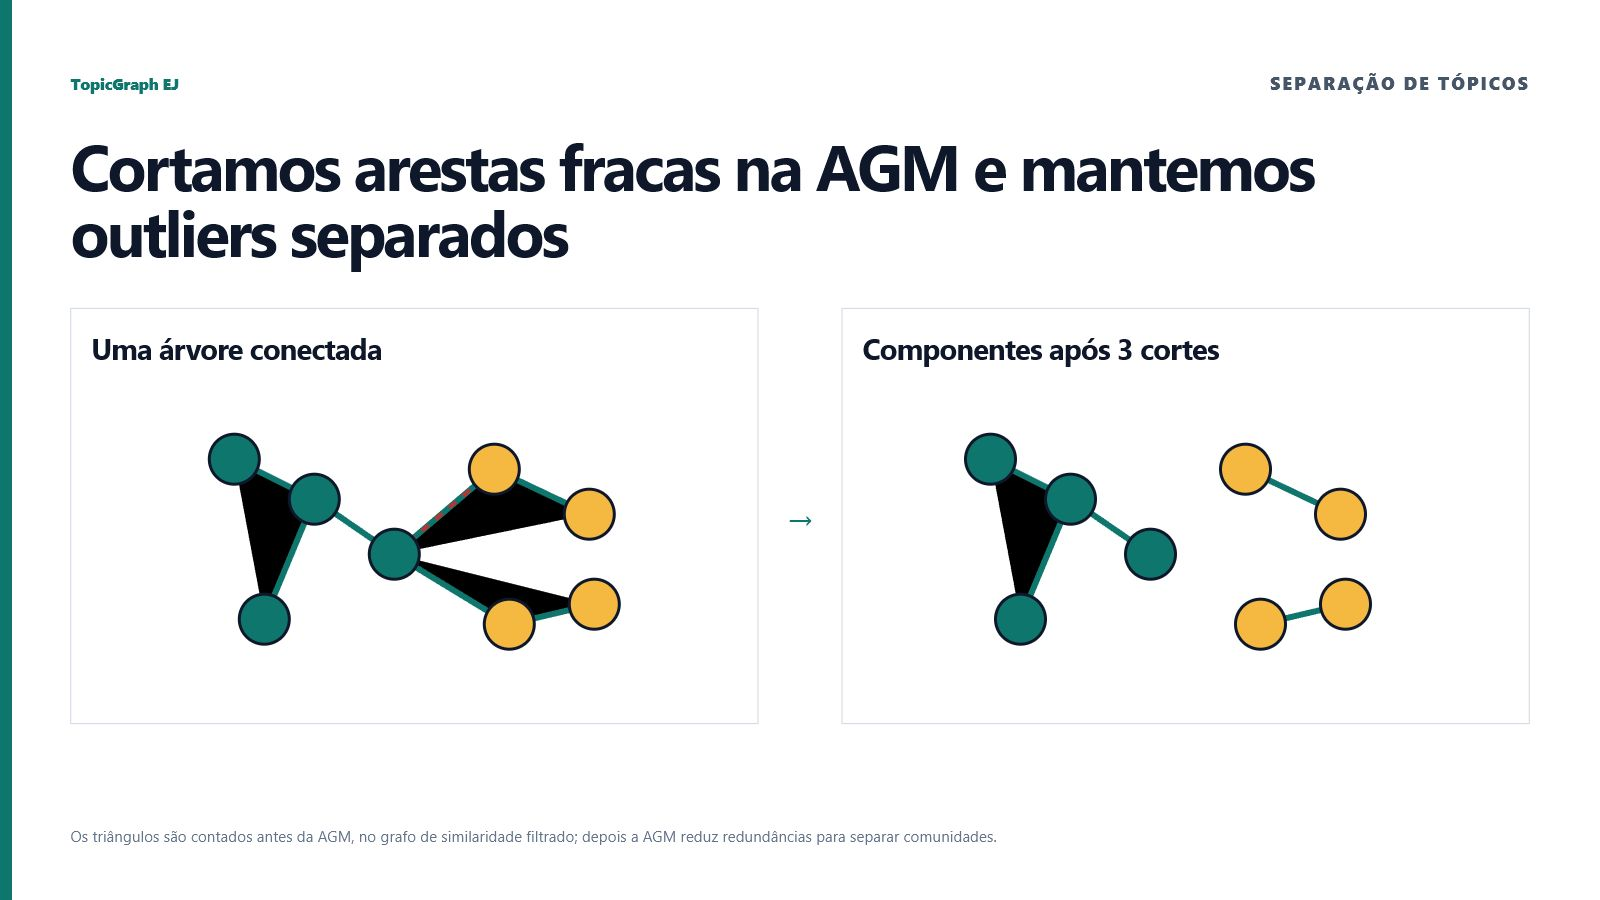 TopicGraph EJ
SEPARAÇÃO DE TÓPICOS
Cortamos arestas fracas na AGM e mantemos
outliers separados
Uma árvore conectada
→
Componentes após 3 cortes
Os triângulos são contados antes da AGM, no grafo de similaridade filtrado; depois a AGM reduz redundâncias para separar comunidades.